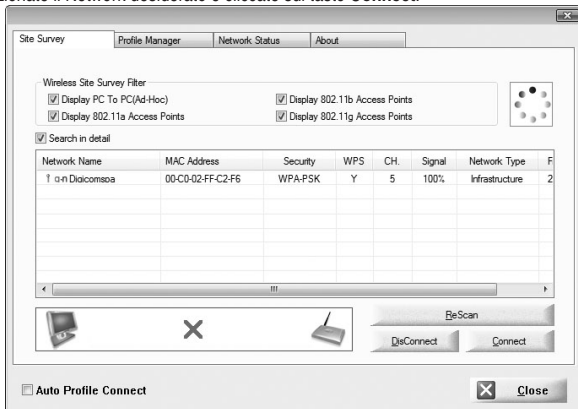 Connect.
Site Survey Profile Manager Network Status About
Wireless Site Survey Filter
Display PC To PC(Ad-Hoc) Display 802.11b Access Points
Display 802.11a Access Points Display 802.11g Access Points
Search in detail
Network Name MAC Address Security WPS CH. Signal Network Type F
Digicomspa 00-C0-02-FF-C2-F6 WPA-PSK Y 5 100% Infrastructure 2
ReScan
DisConnect Connect
Auto Profile Connect Close